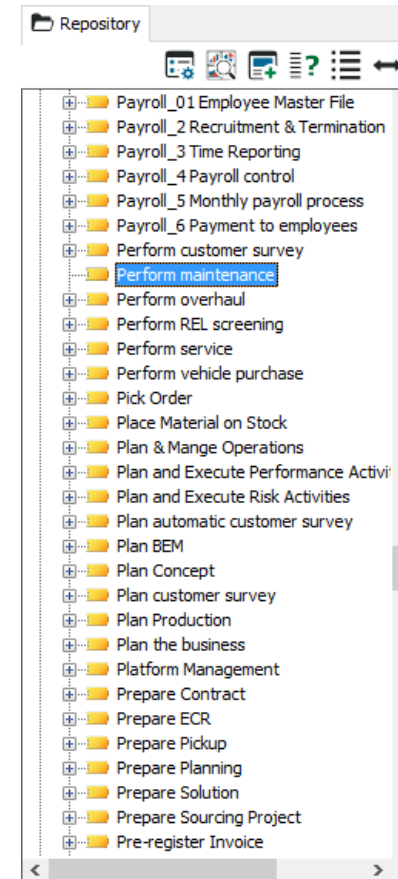 Repository
Payroll_01 Employee Master File
Payroll_2 Recruitment & Termination
Payroll_3 Time Reporting
Payroll_4 Payroll control
Payroll_5 Monthly payroll process
Payroll_6 Payment to employees
Perform customer survey
Perform maintenance
Perform overhaul
Perform REL screening
Perform service
Perform vehicle purchase
Pick Order
Place Material on Stock
Plan & Mange Operations
Plan and Execute Performance Activi
Plan and Execute Risk Activities
Plan automatic customer survey
Plan BEM
Plan Concept
Plan customer survey
Plan Production
Plan the business
Platform Management
Prepare Contract
Prepare ECR
Prepare Pickup
Prepare Planning
Prepare Solution
Prepare Sourcing Project
Pre-register Invoice